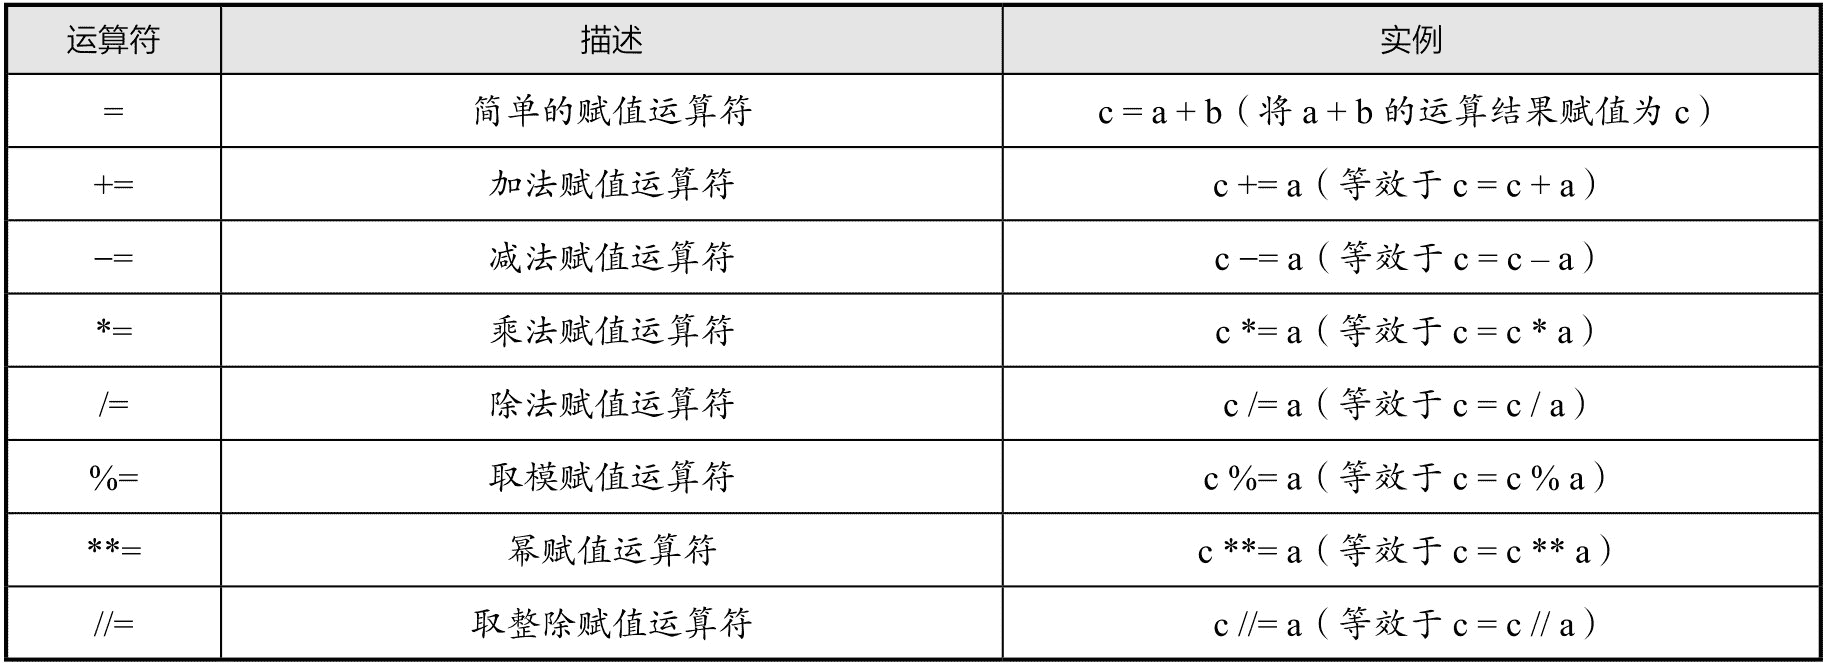 运算符 描述 实例
= 简单的赋值运算符 c = a + b（将 a + b 的运算结果赋值为 c）
+= 加法赋值运算符 c += a（等效于 c = c + a）
−= 减法赋值运算符 c −= a（等效于 c = c – a）
*= 乘法赋值运算符 c *= a（等效于 c = c * a）
/= 除法赋值运算符 c /= a（等效于 c = c / a）
%= 取模赋值运算符 c %= a（等效于 c = c % a）
**= 幂赋值运算符 c **= a（等效于 c = c ** a）
//= 取整除赋值运算符 c //= a（等效于 c = c // a）